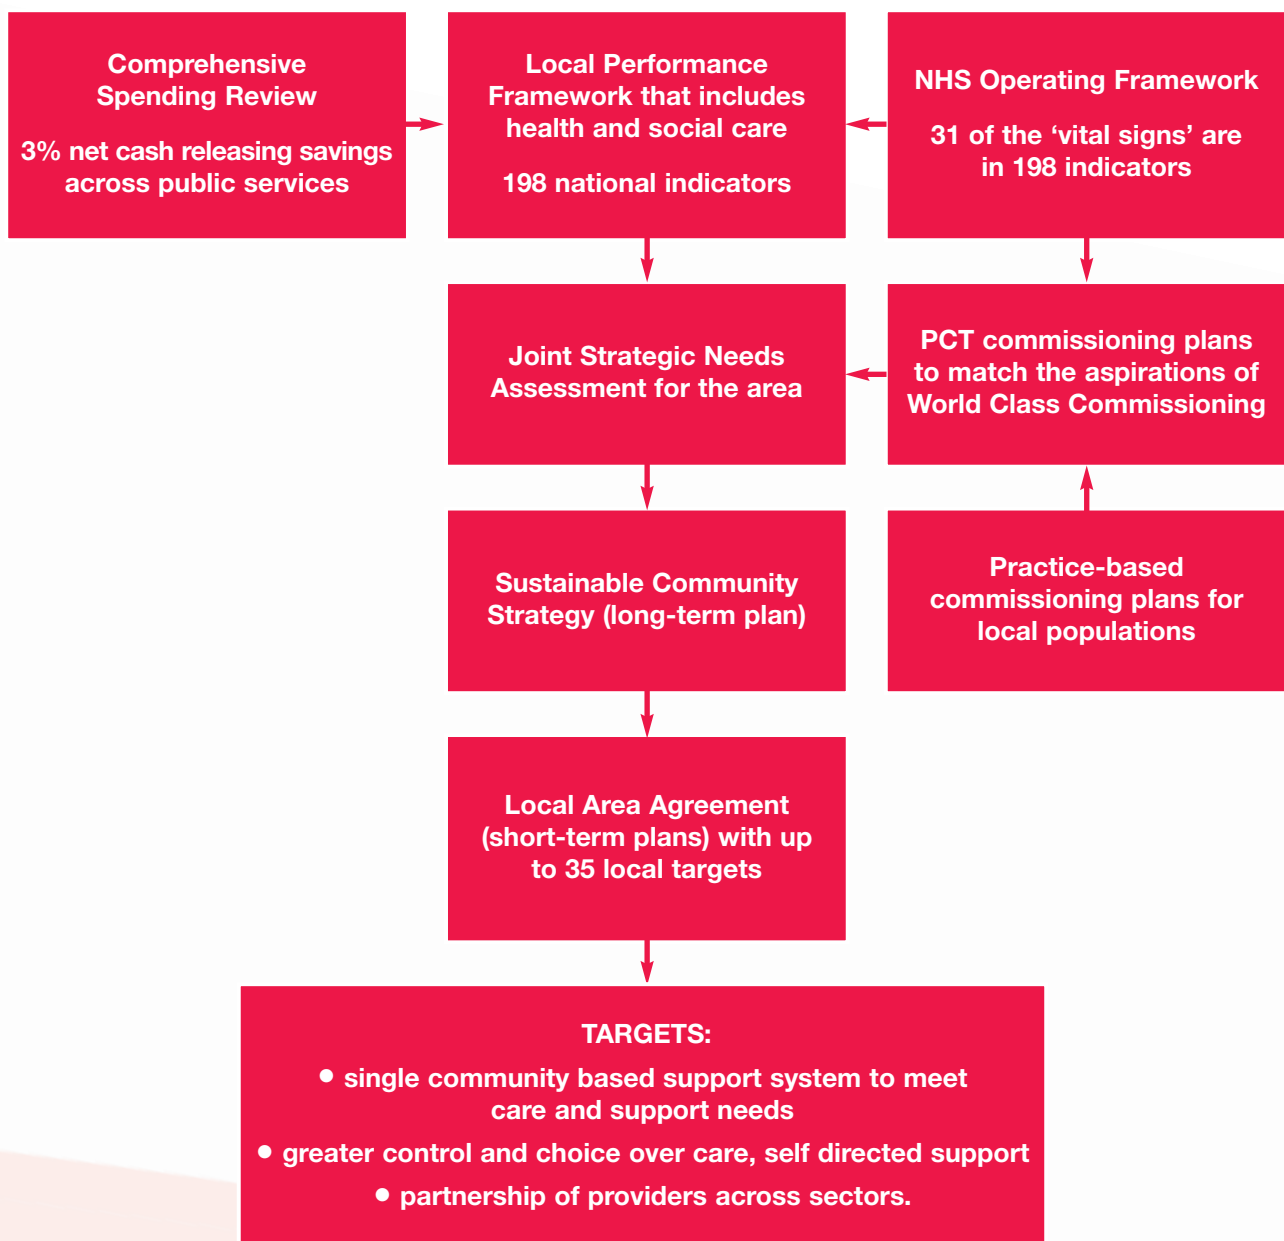 Comprehensive
Spending Review
3% net cash releasing savings
across public services
Local Performance
Framework that includes
health and social care
198 national indicators
NHS Operating Framework
31 of the ‘vital signs’ are
in 198 indicators
Joint Strategic Needs
Assessment for the area
PCT commissioning plans
to match the aspirations of
World Class Commissioning
Sustainable Community
Strategy (long-term plan)
Practice-based
commissioning plans for
local populations
Local Area Agreement
(short-term plans) with up
to 35 local targets
TARGETS:
• single community based support system to meet
care and support needs
• greater control and choice over care, self directed support
• partnership of providers across sectors.